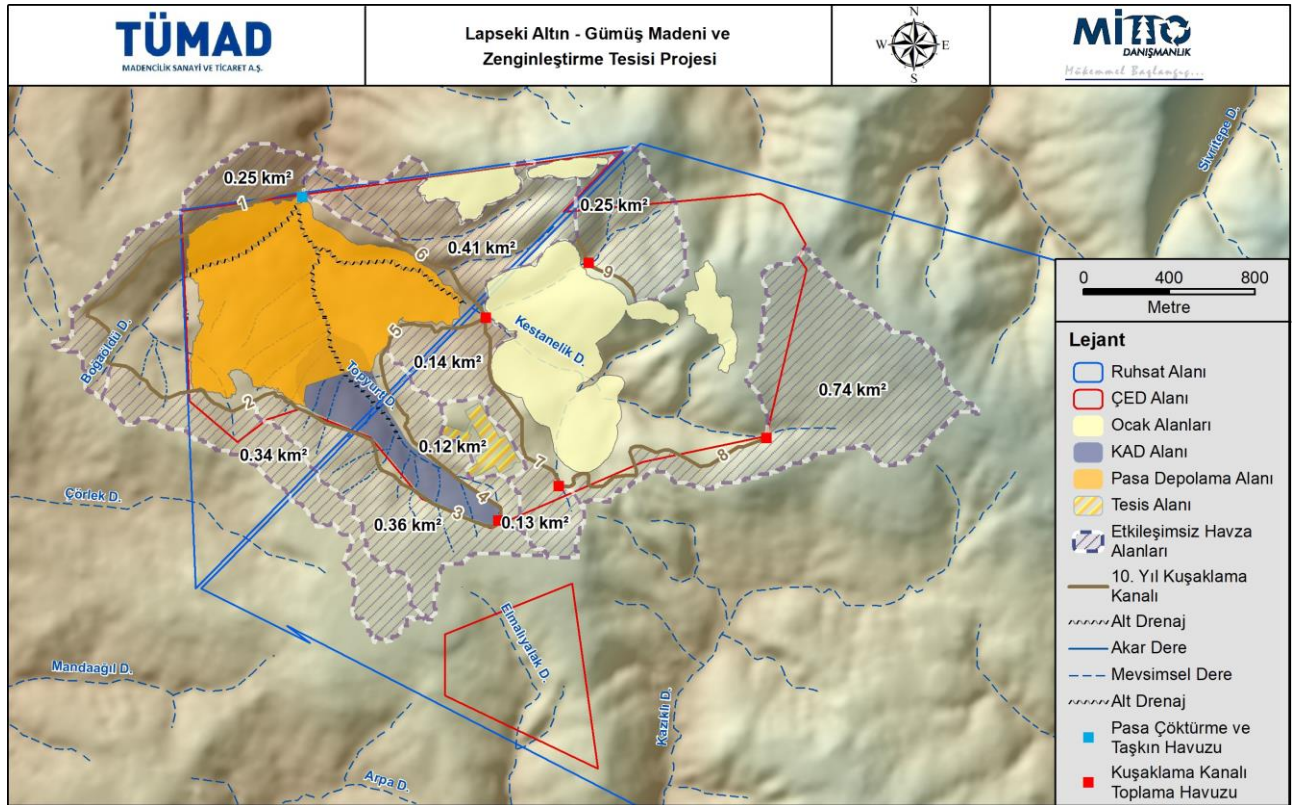 TÜMAD
MADENCİLİK SANAYİ VE TİCARET A.Ş.
Lapseki Altın - Gümüş Madeni ve
Zenginleştirme Tesisi Projesi
N
W
E
S
MİTTO
DANIŞMANLIK
Mükemmel Başlangıç...
Sivritepe D.
0.25 km²
1
0.25 km²
0.41 km²
6
9
Kestanelik D.
5
Boğaöldü D.
0.14 km²
Topyurt D.
0.74 km²
2
0.12 km²
0.34 km²
7
8
4
Çörlek D.
3
0.36 km²
0.13 km²
Elmalıyalak D.
Mandaağıl D.
Kazıklı D.
Arpa D.
0 400 800
Metre
Lejant
Ruhsat Alanı
ÇED Alanı
Ocak Alanları
KAD Alanı
Pasa Depolama Alanı
Tesis Alanı
Etkileşimsiz Havza
Alanları
10. Yıl Kuşaklama
Kanalı
Alt Drenaj
Akar Dere
Mevsimsel Dere
Alt Drenaj
Pasa Çöktürme ve
Taşkın Havuzu
Kuşaklama Kanalı
Toplama Havuzu